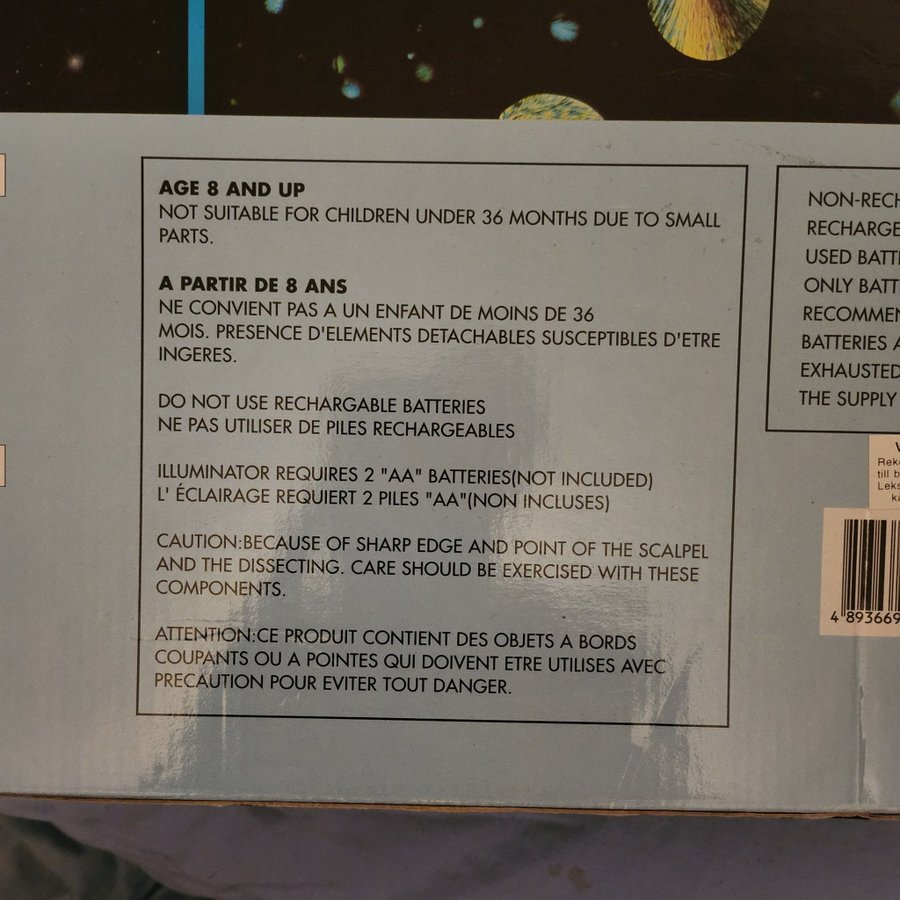 AGE 8 AND UP
NOT SUITABLE FOR CHILDREN UNDER 36 MONTHS DUE TO SMALL
PARTS.
A PARTIR DE 8 ANS
NE CONVIENT PAS A UN ENFANT DE MOINS DE 36
MOIS. PRESENCE D'ELEMENTS DETACHABLES SUSCEPTIBLES D'ETRE
INGERES.
DO NOT USE RECHARGABLE BATTERIES
NE PAS UTILISER DE PILES RECHARGEABLES
ILLUMINATOR REQUIRES 2 "AA" BATTERIES(NOT INCLUDED)
L' ÉCLAIRAGE REQUIERT 2 PILES "AA"(NON INCLUSES)
CAUTION:BECAUSE OF SHARP EDGE AND POINT OF THE SCALPEL
AND THE DISSECTING. CARE SHOULD BE EXERCISED WITH THESE
COMPONENTS.
ATTENTION:CE PRODUIT CONTIENT DES OBJETS A BORDS
COUPANTS OU A POINTES QUI DOIVENT ETRE UTILISES AVEC
PRECAUTION POUR EVITER TOUT DANGER.
NON-RECH
RECHARGE
USED BATT
ONLY BATT
RECOMMEN
BATTERIES A
EXHAUSTED
THE SUPPLY
till b
Leks
4 893669